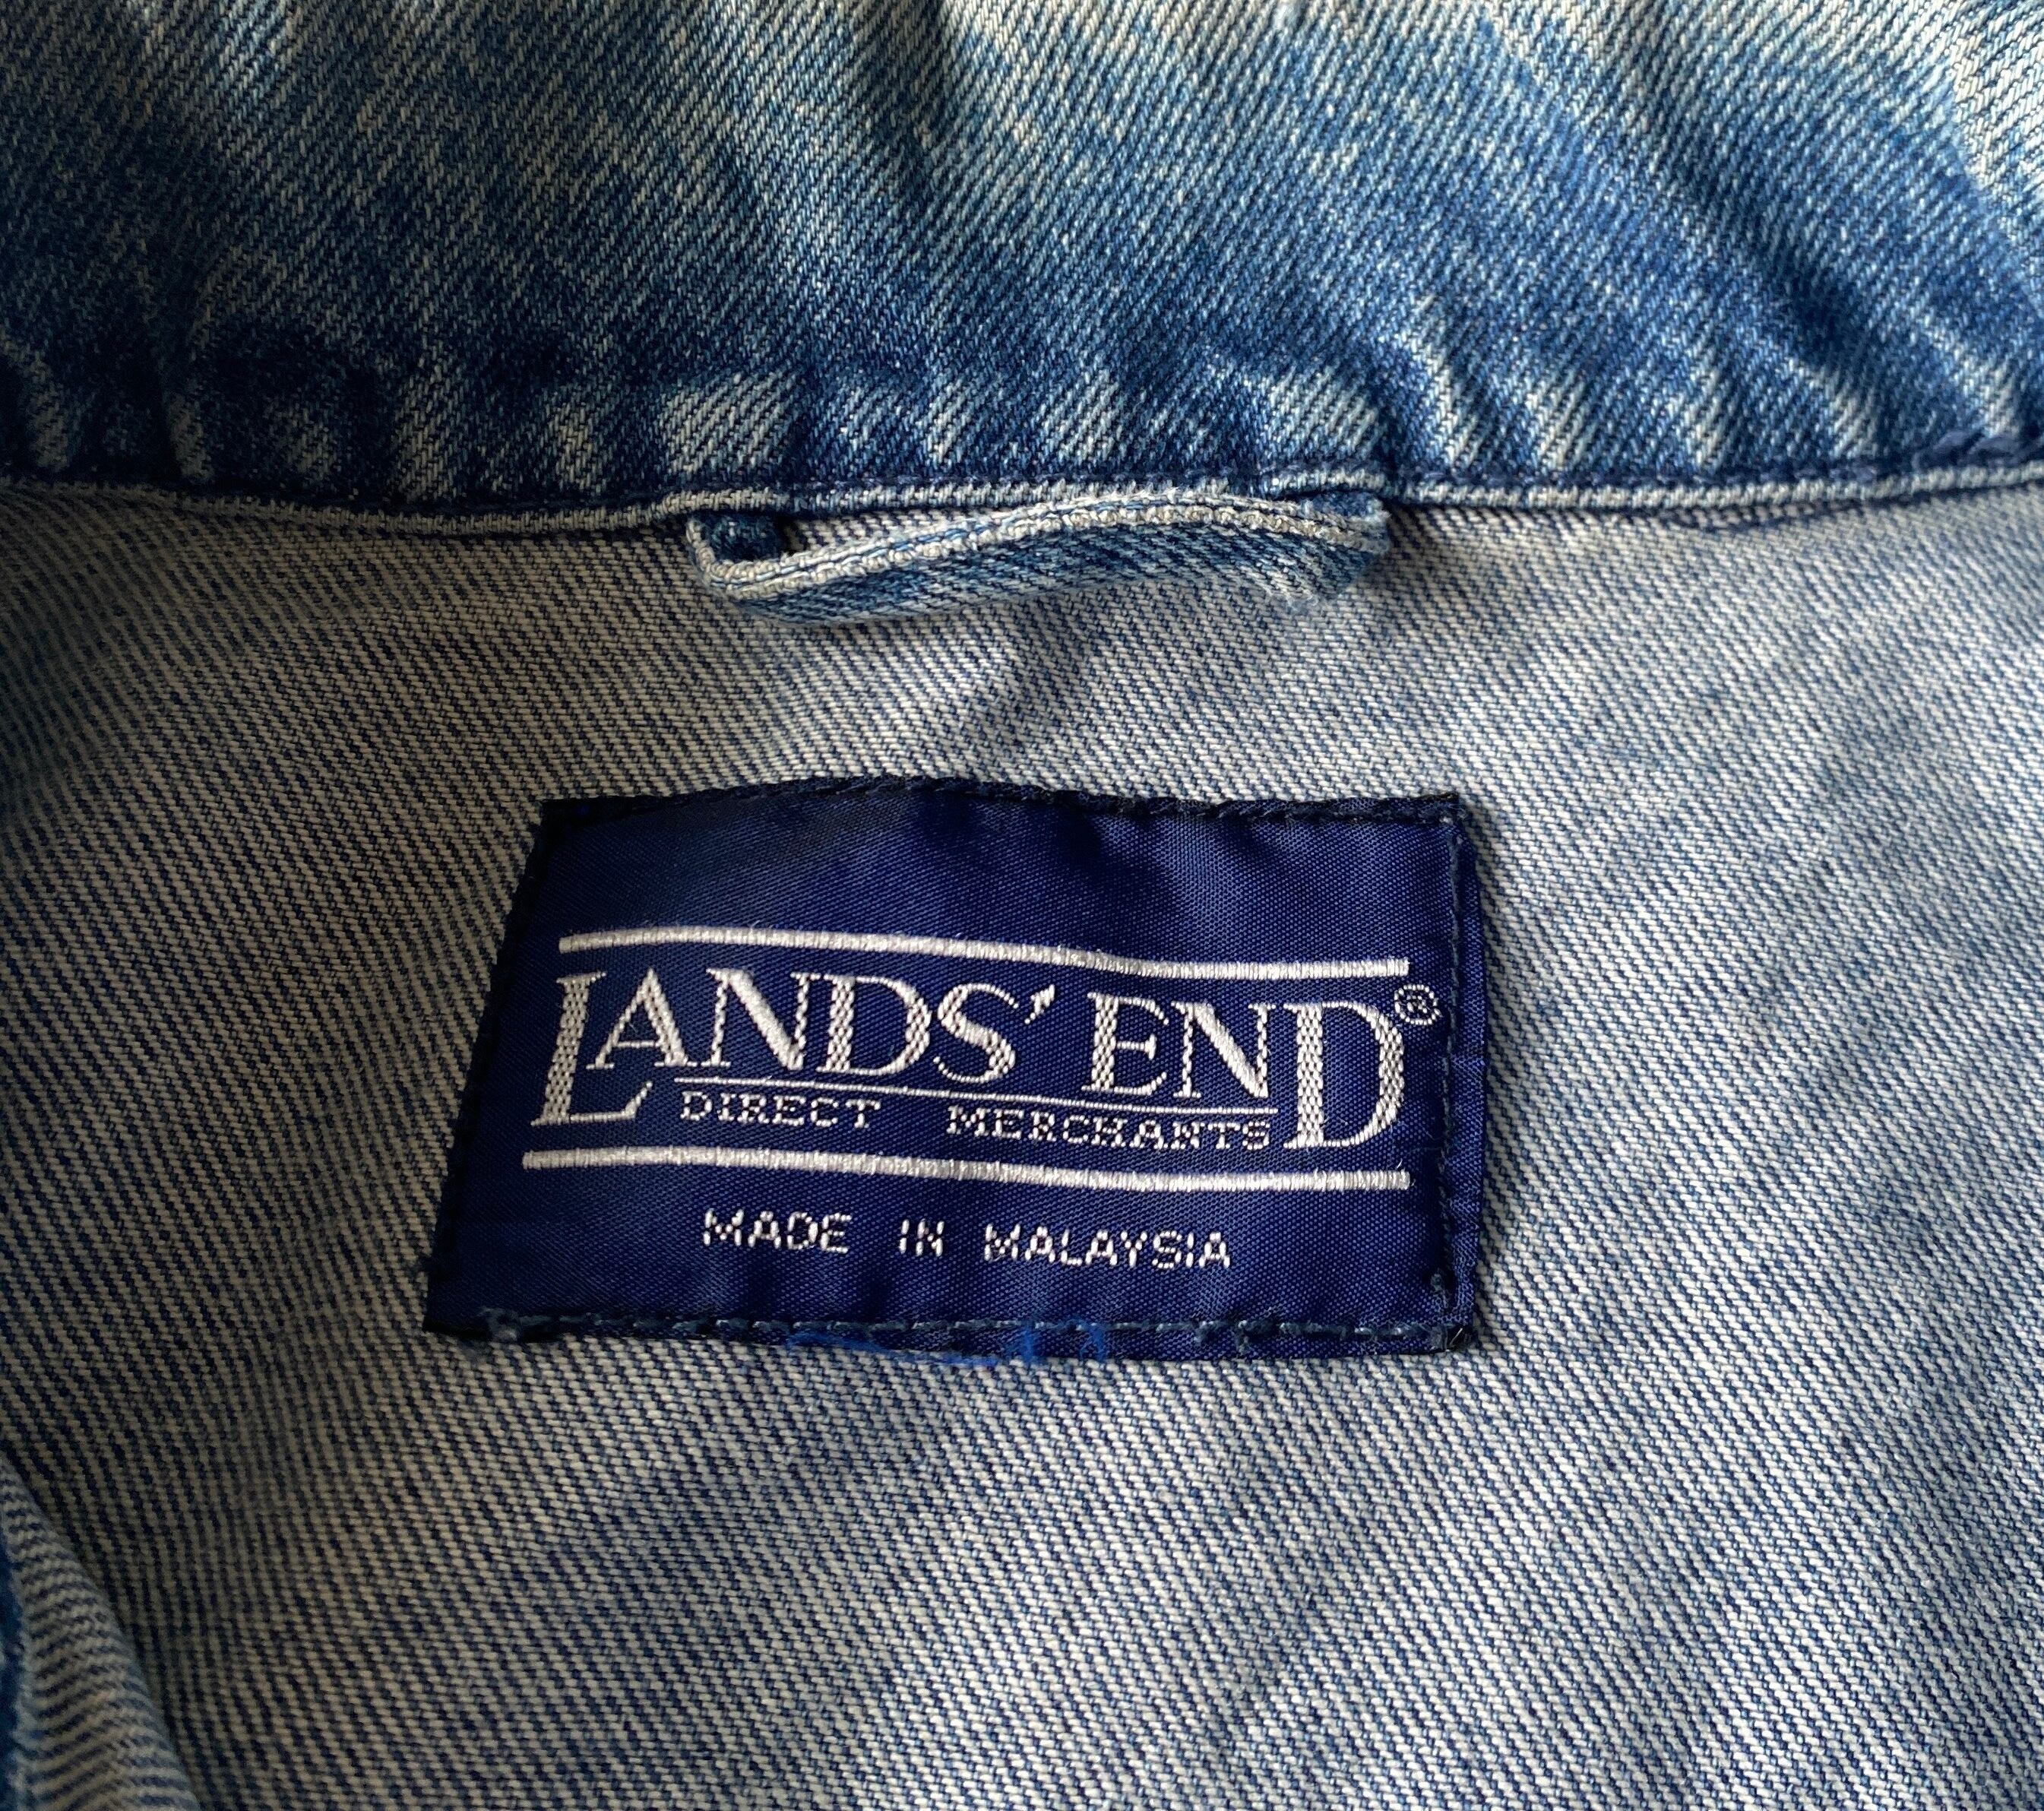 LANDS' END®
DIRECT MERCHANTS
MADE IN MALAYSIA